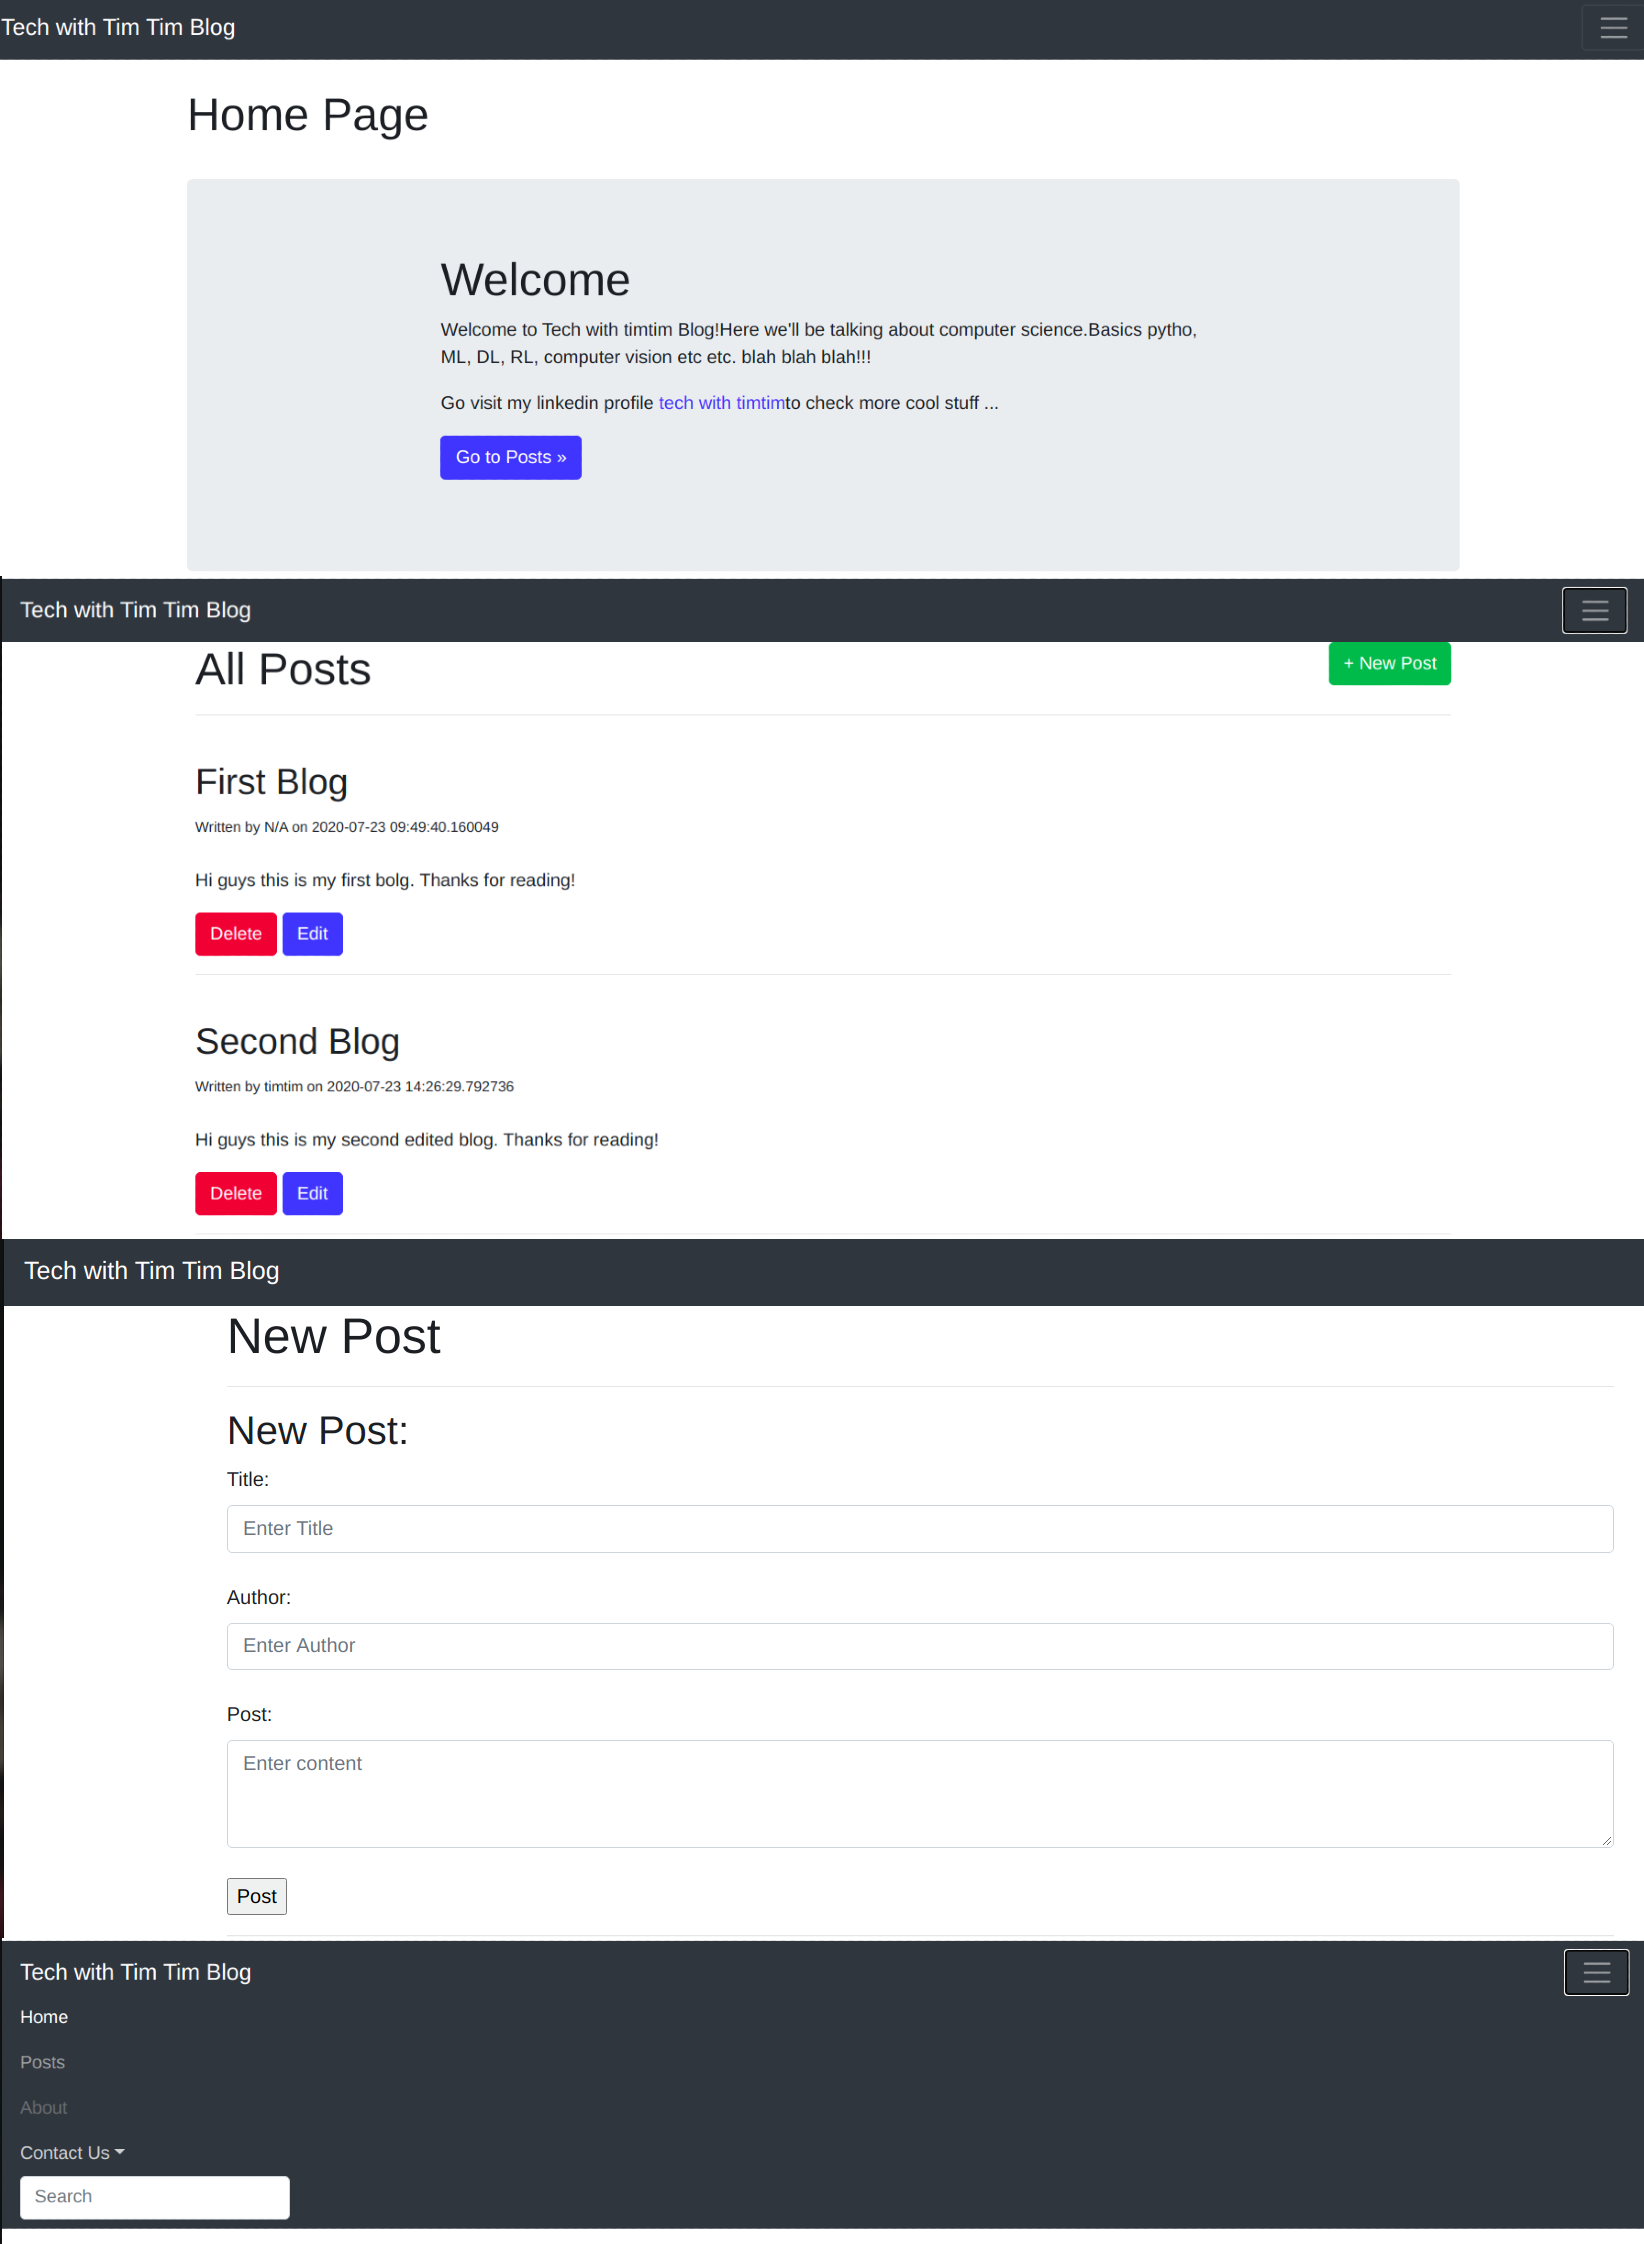 Tech with Tim Tim Blog
Home Page
Welcome
Welcome to Tech with timtim Blog!Here we'll be talking about computer science.Basics pytho,
ML, DL, RL, computer vision etc etc. blah blah blah!!!
Go visit my linkedin profile tech with timtimto check more cool stuff ...
Go to Posts »
Tech with Tim Tim Blog
All Posts
+ New Post
First Blog
Written by N/A on 2020-07-23 09:49:40.160049
Hi guys this is my first bolg. Thanks for reading!
Delete Edit
Second Blog
Written by timtim on 2020-07-23 14:26:29.792736
Hi guys this is my second edited blog. Thanks for reading!
Delete Edit
Tech with Tim Tim Blog
New Post
New Post:
Title:
Enter Title
Author:
Enter Author
Post:
Enter content
Post
Tech with Tim Tim Blog
Home
Posts
About
Contact Us
Search